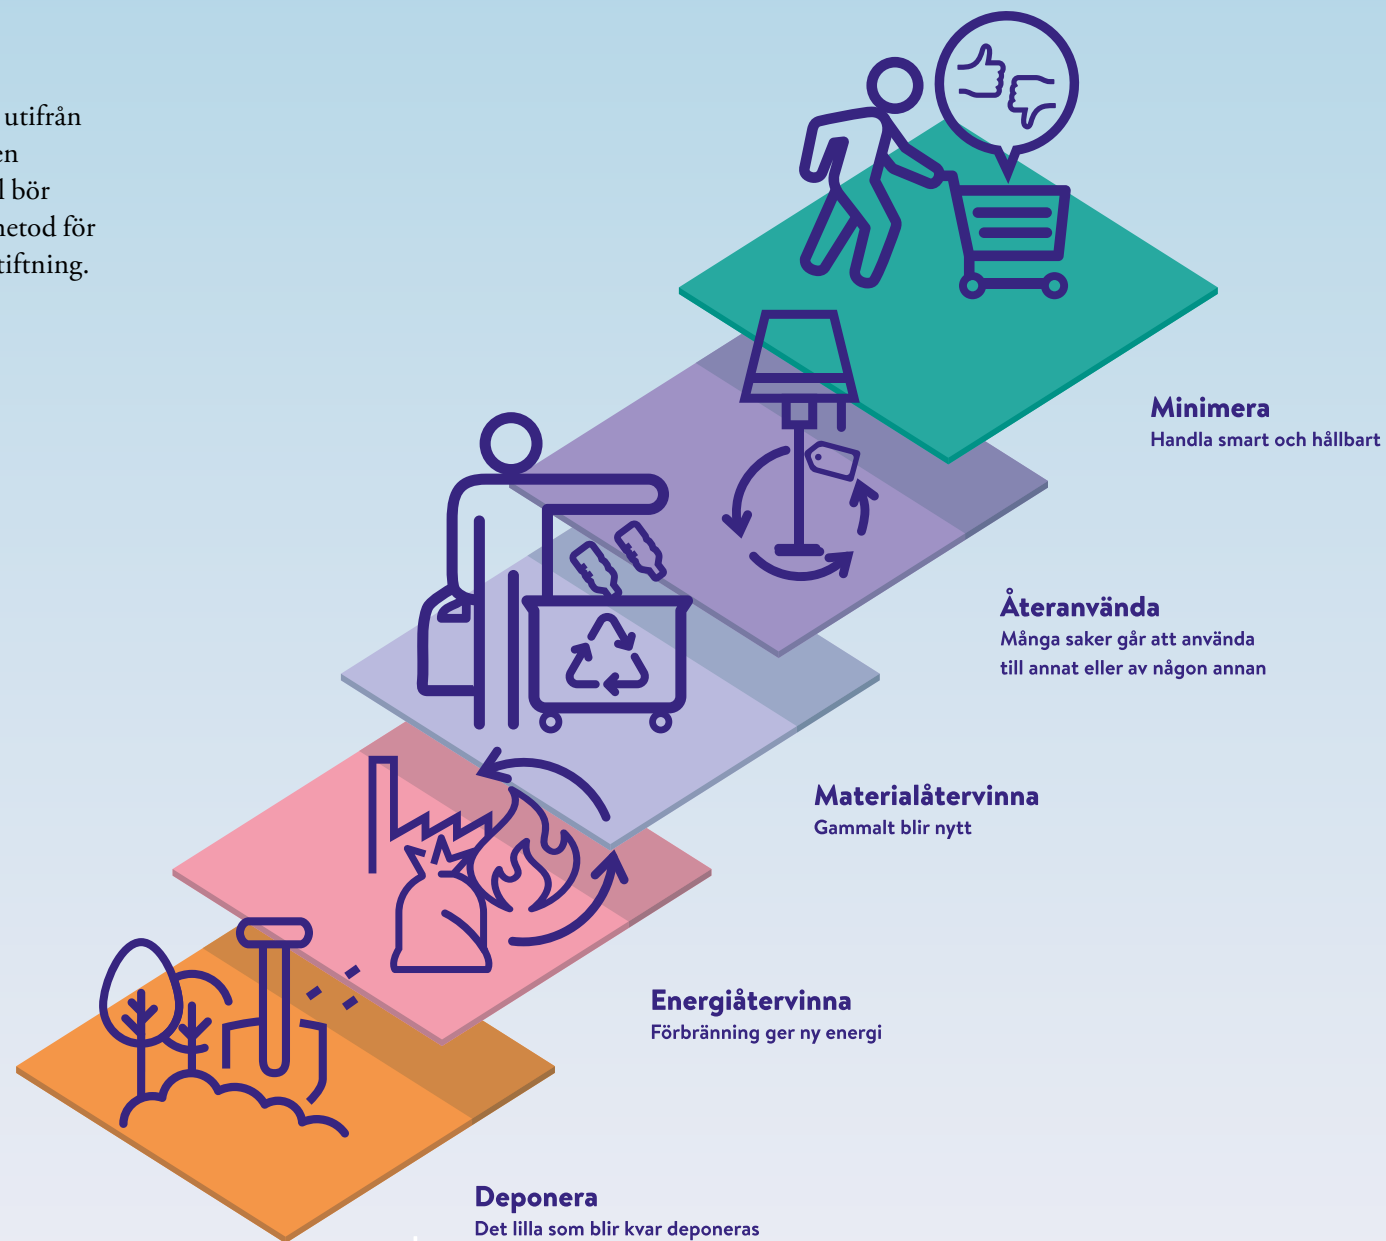 utifrån
en
bör
etod för
tiftning.
Minimera
Handla smart och hållbart
Återanvända
Många saker går att använda
till annat eller av någon annan
Materialåtervinna
Gammalt blir nytt
Energiåtervinna
Förbränning ger ny energi
Deponera
Det lilla som blir kvar deponeras